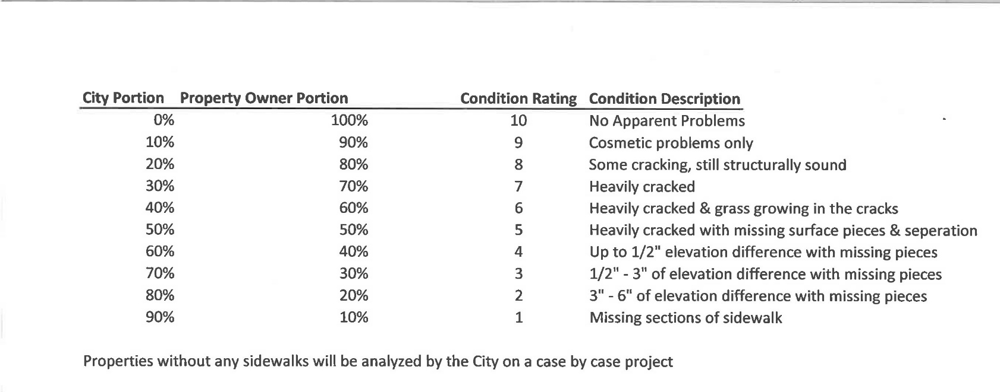 City Portion Property Owner Portion Condition Rating Condition Description
0% 100% 10 No Apparent Problems
10% 90% 9 Cosmetic problems only
20% 80% 8 Some cracking, still structurally sound
30% 70% 7 Heavily cracked
40% 60% 6 Heavily cracked & grass growing in the cracks
50% 50% 5 Heavily cracked with missing surface pieces & seperation
60% 40% 4 Up to 1/2" elevation difference with missing pieces
70% 30% 3 1/2" - 3" of elevation difference with missing pieces
80% 20% 2 3" - 6" of elevation difference with missing pieces
90% 10% 1 Missing sections of sidewalk
Properties without any sidewalks will be analyzed by the City on a case by case project